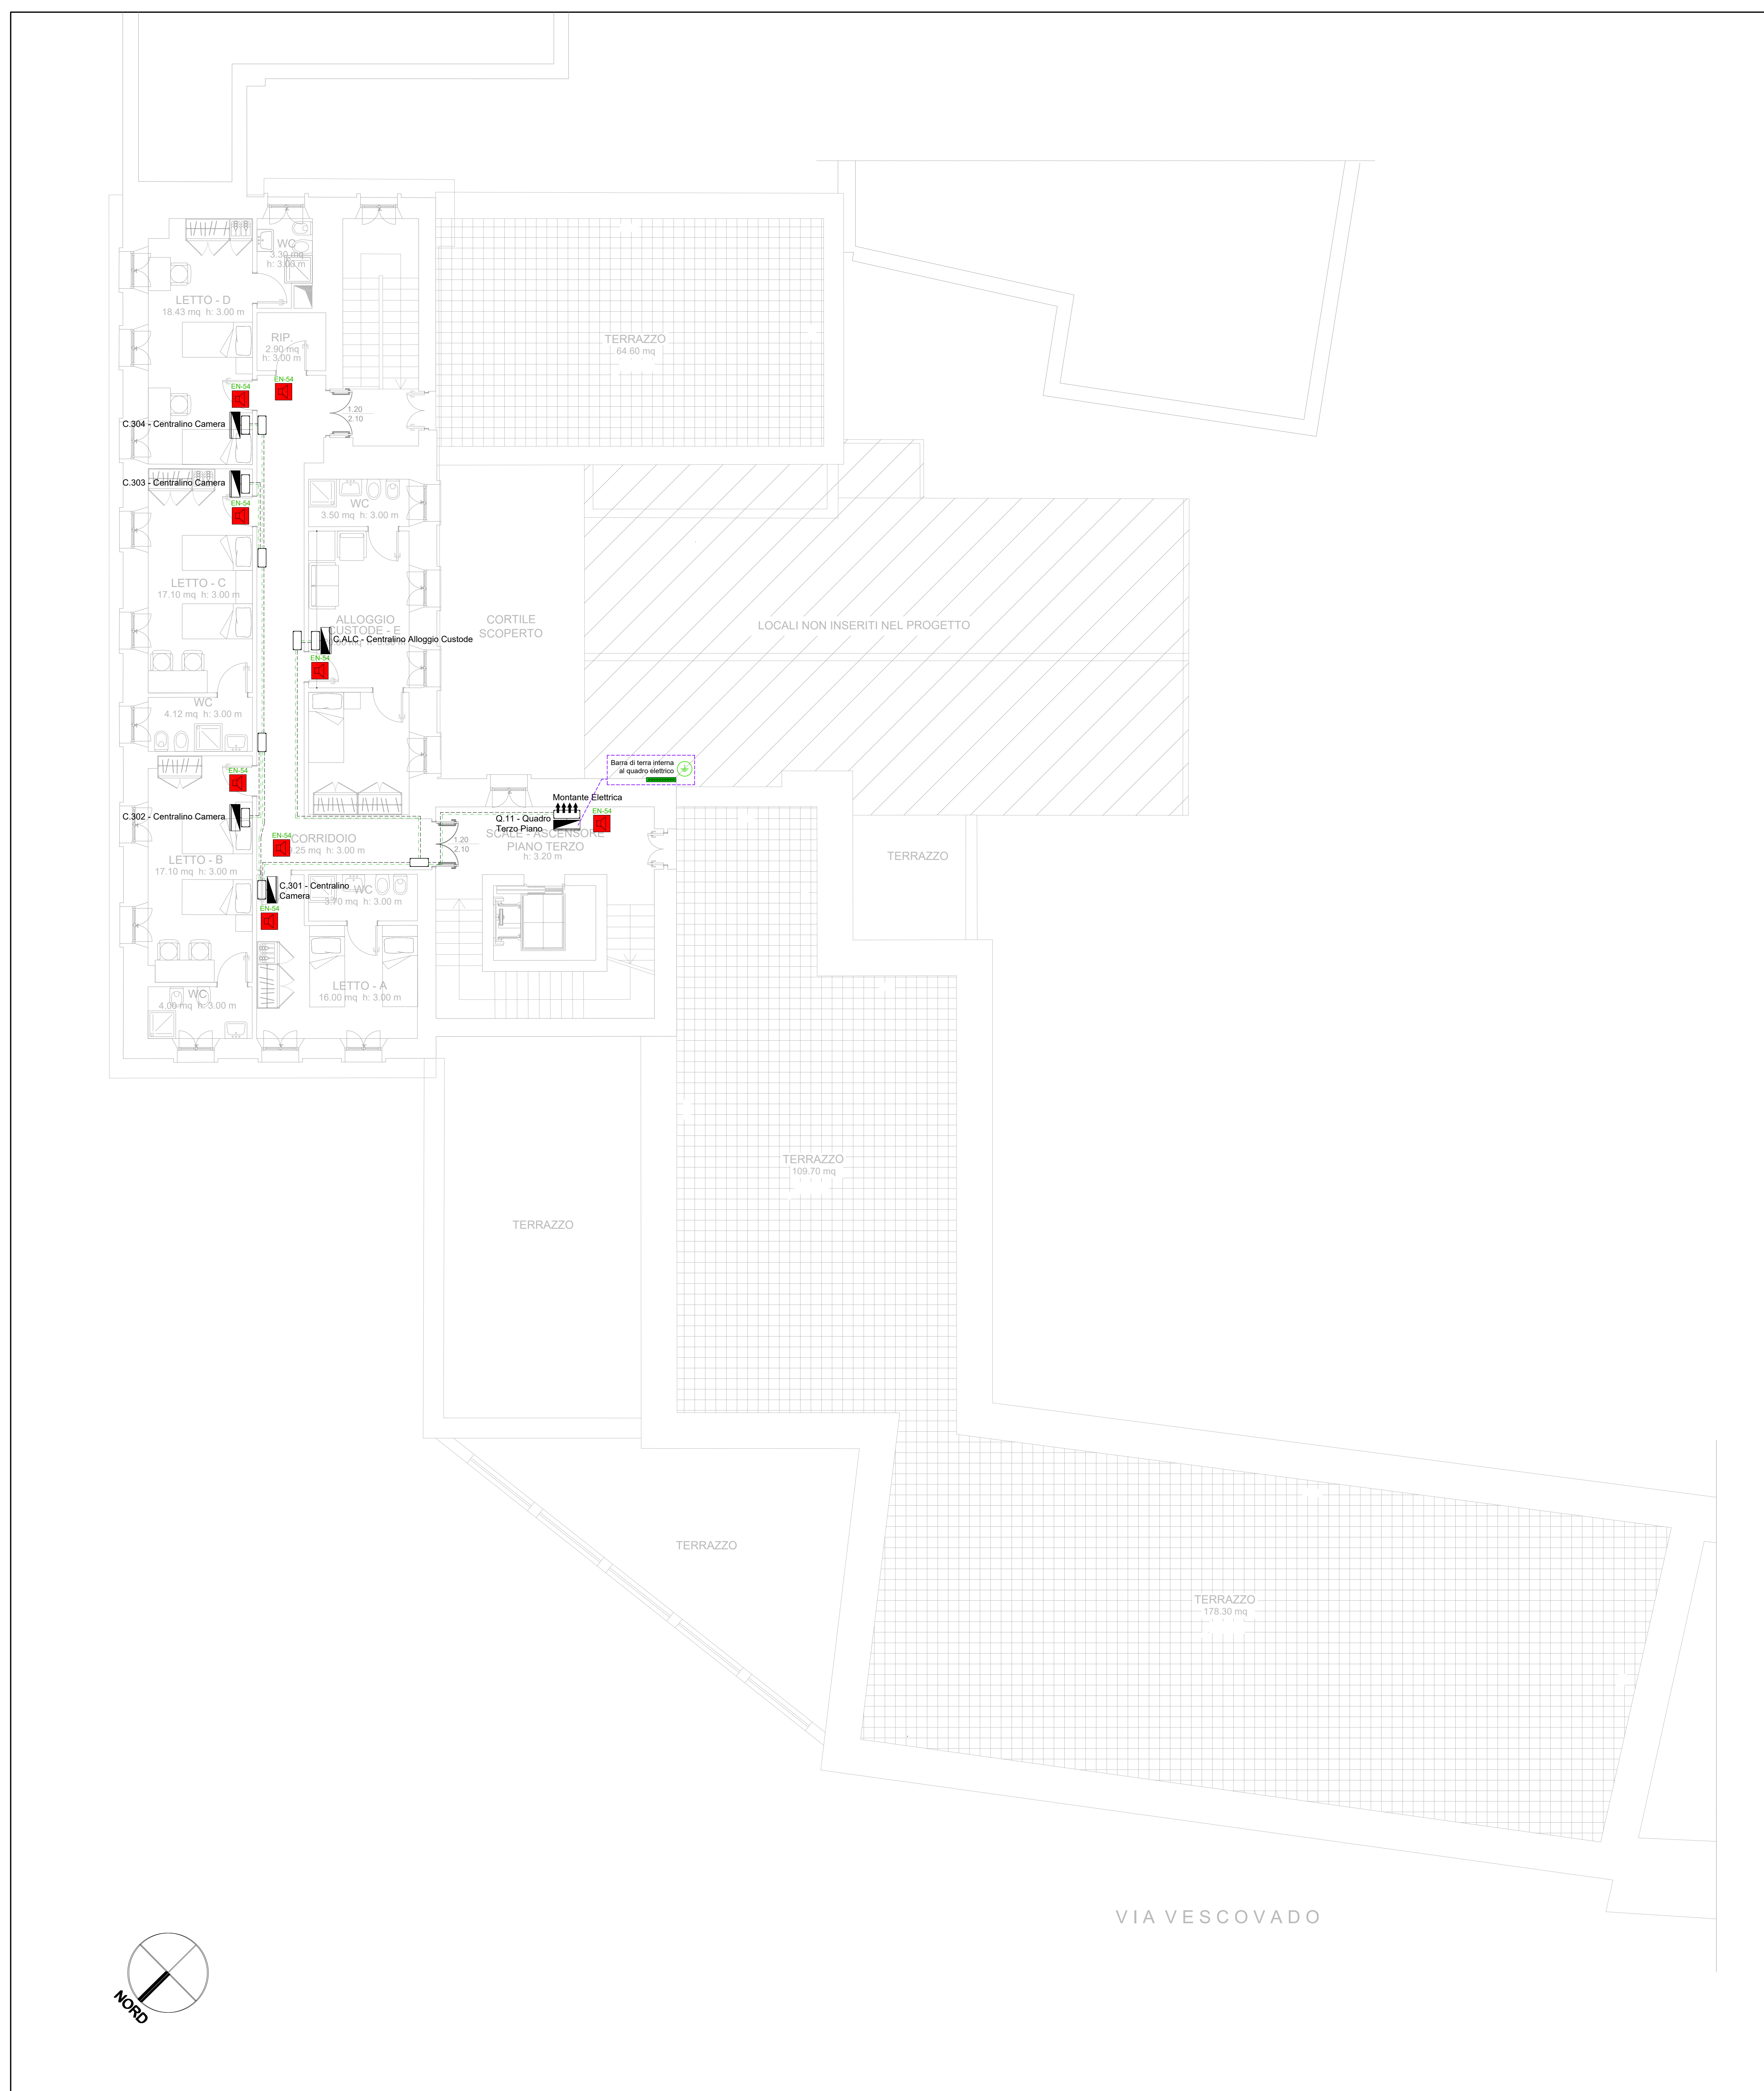 WC
3.30 mq
h: 3.00 m
LETTO - D
18.43 mq h: 3.00 m
RIP.
2.90 mq
h: 3.00 m
TERRAZZO
64.60 mq
EN-54
EN-54
1.20
2.10
C.304 - Centralino Camera
C.303 - Centralino Camera
EN-54
WC
3.50 mq h: 3.00 m
LETTO - C
17.10 mq h: 3.00 m
ALLOGGIO
CUSTODE - E
h: 3.00 m
C.ALC - Centralino Alloggio Custode
EN-54
CORTILE
SCOPERTO
LOCALI NON INSERITI NEL PROGETTO
WC
4.12 mq h: 3.00 m
EN-54
C.302 - Centralino Camera
Barra di terra interna
al quadro elettrico
Montante Elettrica
EN-54
Q.11 - Quadro
Terzo Piano
SCALE - ASCENSORE
PIANO TERZO
h: 3.20 m
EN-54
CORRIDOIO
.25 mq h: 3.00 m
1.20
2.10
LETTO - B
17.10 mq h: 3.00 m
TERRAZZO
C.301 - Centralino
Camera
WC
3.70 mq h: 3.00 m
EN-54
LETTO - A
16.00 mq h: 3.00 m
WC
4.00 mq h: 3.00 m
TERRAZZO
109.70 mq
TERRAZZO
TERRAZZO
TERRAZZO
178.30 mq
VIA VESCOVADO
NORD